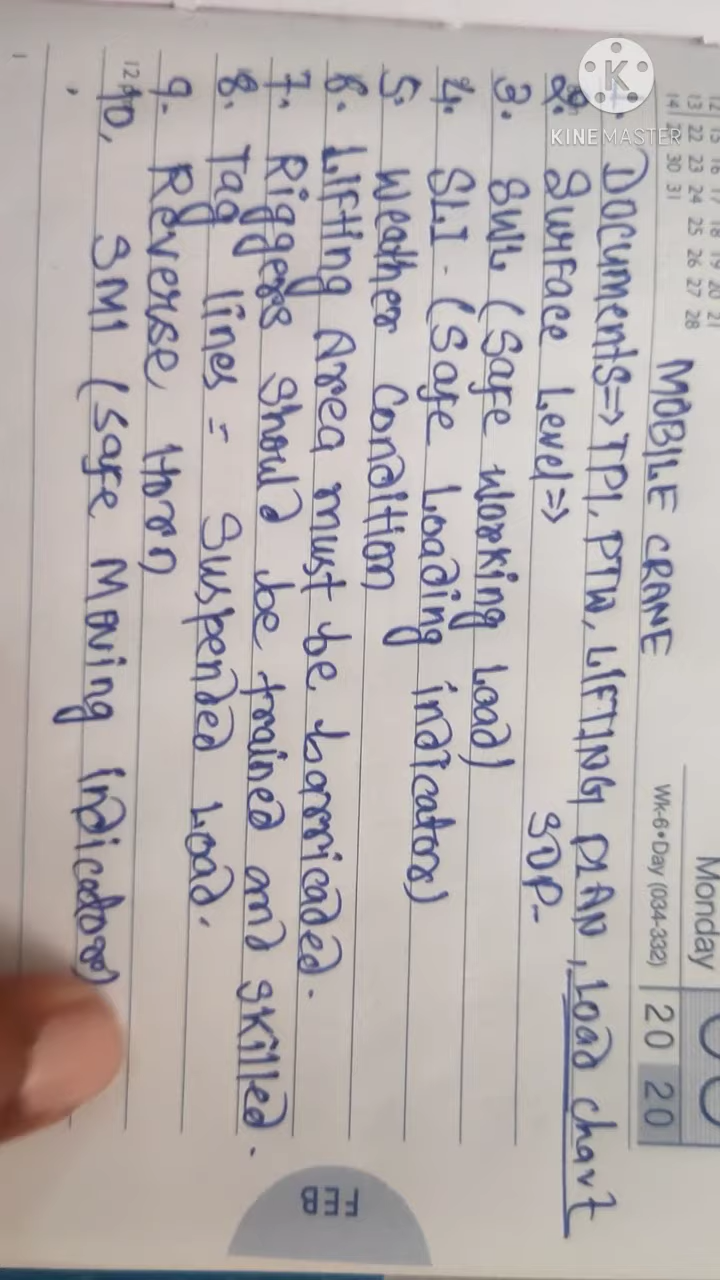 KINEMASTER
Monday
Wk-6•Day (034-332)
20 20
MOBILE CRANE
Documents⇒TPI, PTW, LIFTING PLAN, Load chart
SOP-
2. Surface Level⇒
3. SWL (Safe working Load)
4. SLI - (Safe Loading indicators)
5. Weather Condition
6. Lifting Area must be barricaded.
7. Riggers should be trained and skilled.
8. Tag lines = Suspended Load.
9. Reverse Horn
10. SMI (Safe Moving indicators)
FEB